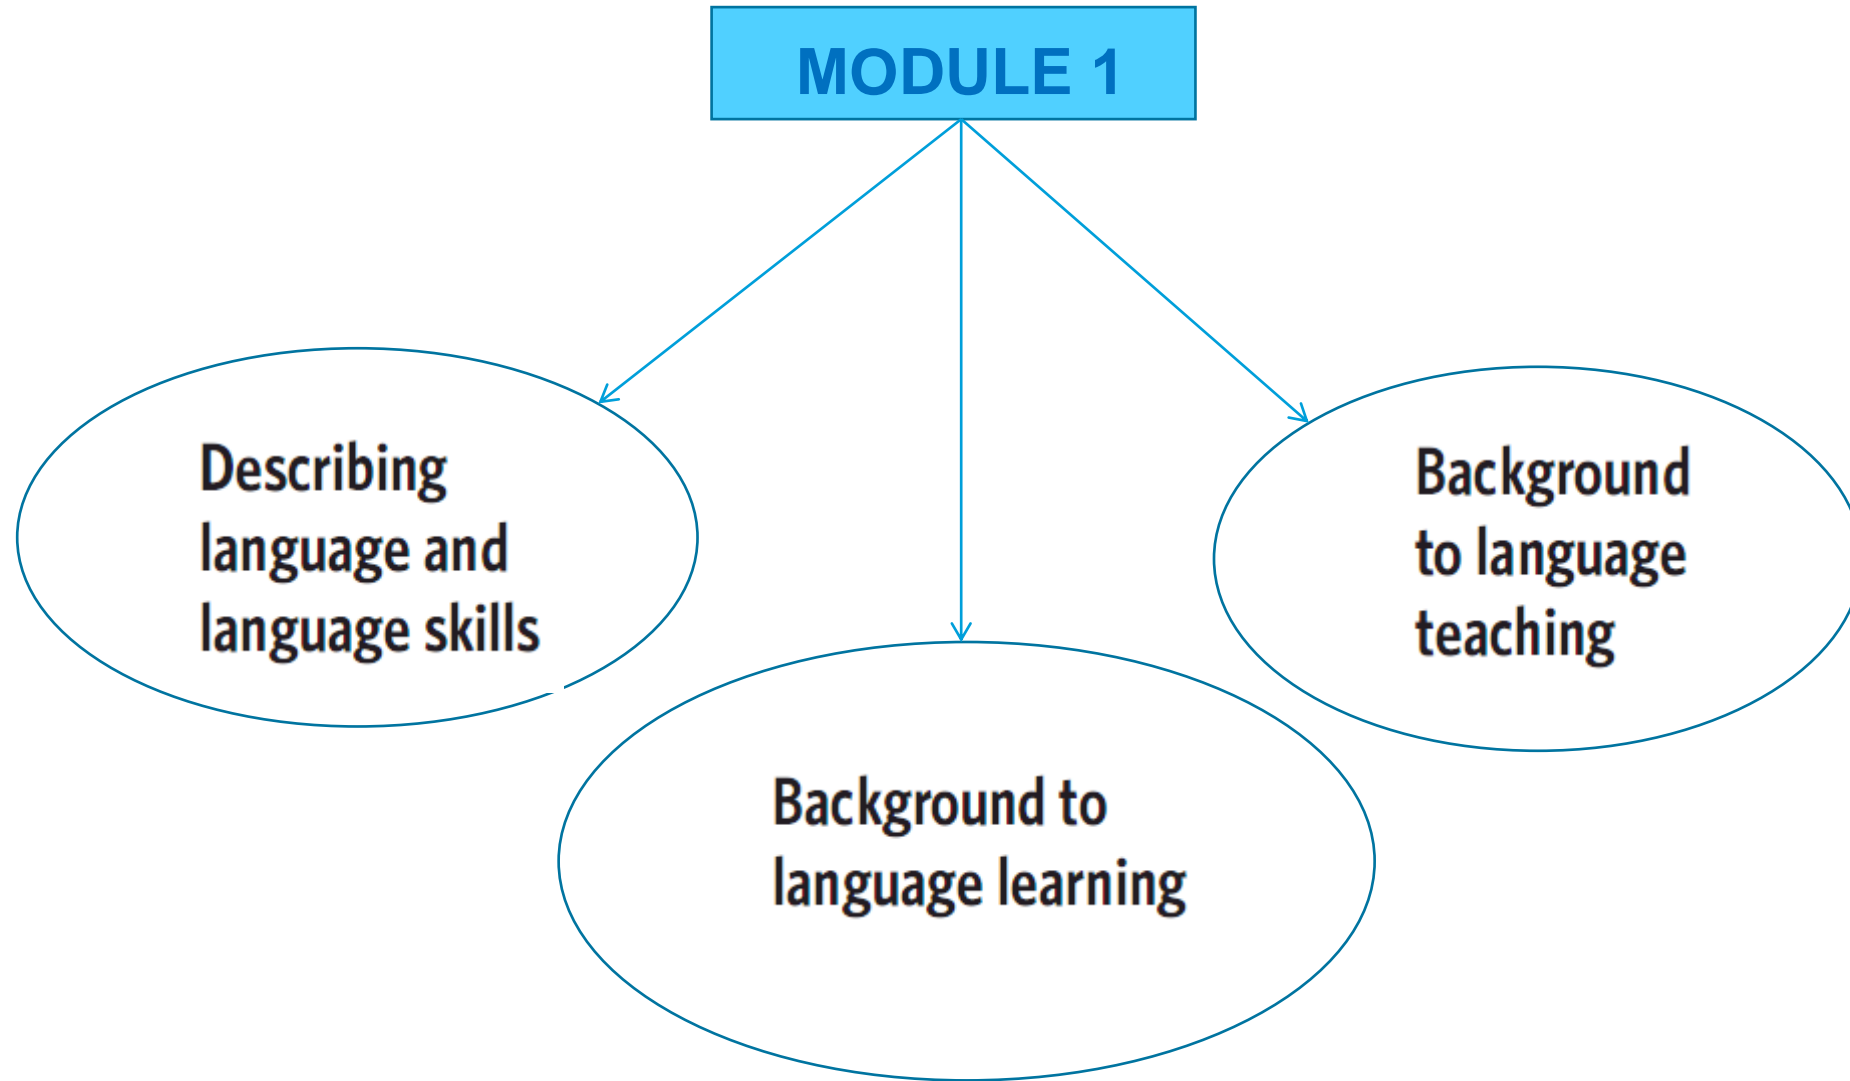 MODULE 1
Describing
language and
language skills
Background to
language learning
Background
to language
teaching